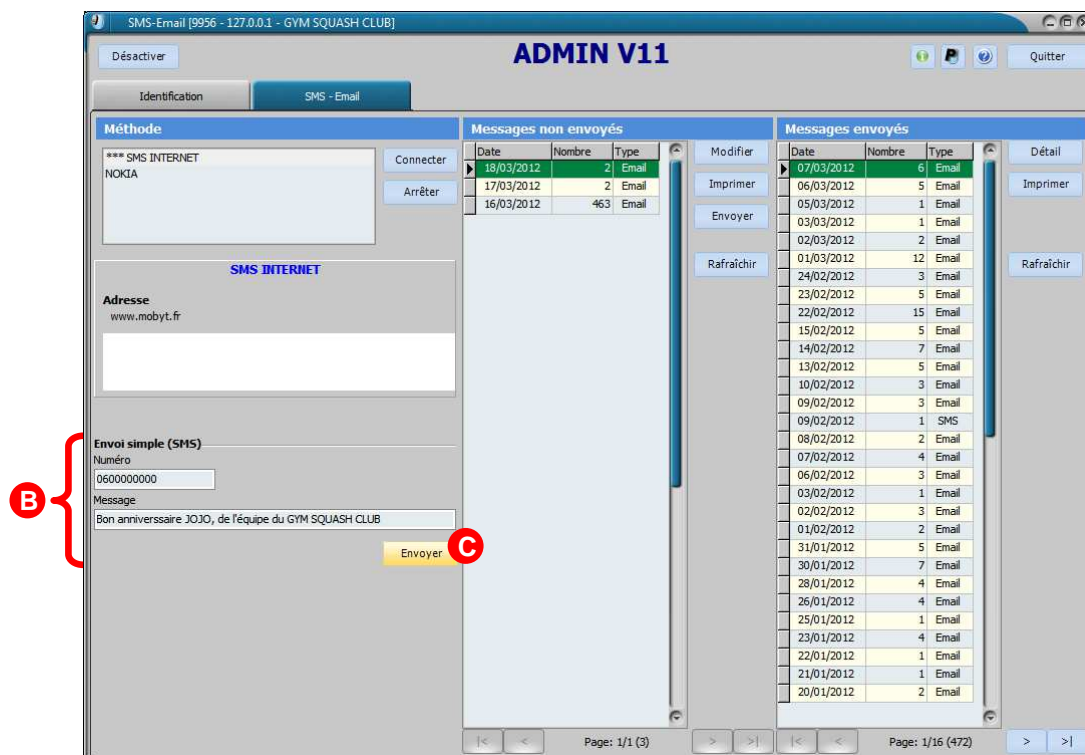 SMS-Email [9956 - 127.0.0.1 - GYM SQUASH CLUB]
Désactiver
ADMIN V11
Quitter
Identification
SMS - Email
Méthode
*** SMS INTERNET
NOKIA
Connecter
Arrêter
SMS INTERNET
Adresse
www.mobyt.fr
Envoi simple (SMS)
Numéro
0600000000
Message
Bon anniverssaire JOJO, de l'équipe du GYM SQUASH CLUB
Envoyer
B
C
Messages non envoyés
Date Nombre Type
18/03/2012 2 Email
17/03/2012 2 Email
16/03/2012 463 Email
Modifier
Imprimer
Envoyer
Rafraîchir
|< < Page: 1/1 (3) > >|
Messages envoyés
Date Nombre Type
07/03/2012 6 Email
06/03/2012 5 Email
05/03/2012 1 Email
03/03/2012 1 Email
02/03/2012 2 Email
01/03/2012 12 Email
24/02/2012 3 Email
23/02/2012 5 Email
22/02/2012 15 Email
15/02/2012 5 Email
14/02/2012 7 Email
13/02/2012 5 Email
10/02/2012 3 Email
09/02/2012 3 Email
09/02/2012 1 SMS
08/02/2012 2 Email
07/02/2012 4 Email
06/02/2012 3 Email
03/02/2012 1 Email
02/02/2012 3 Email
01/02/2012 2 Email
31/01/2012 5 Email
30/01/2012 7 Email
28/01/2012 4 Email
26/01/2012 4 Email
25/01/2012 1 Email
23/01/2012 4 Email
22/01/2012 1 Email
21/01/2012 1 Email
20/01/2012 2 Email
Détail
Imprimer
Rafraîchir
|< < Page: 1/16 (472) > >|